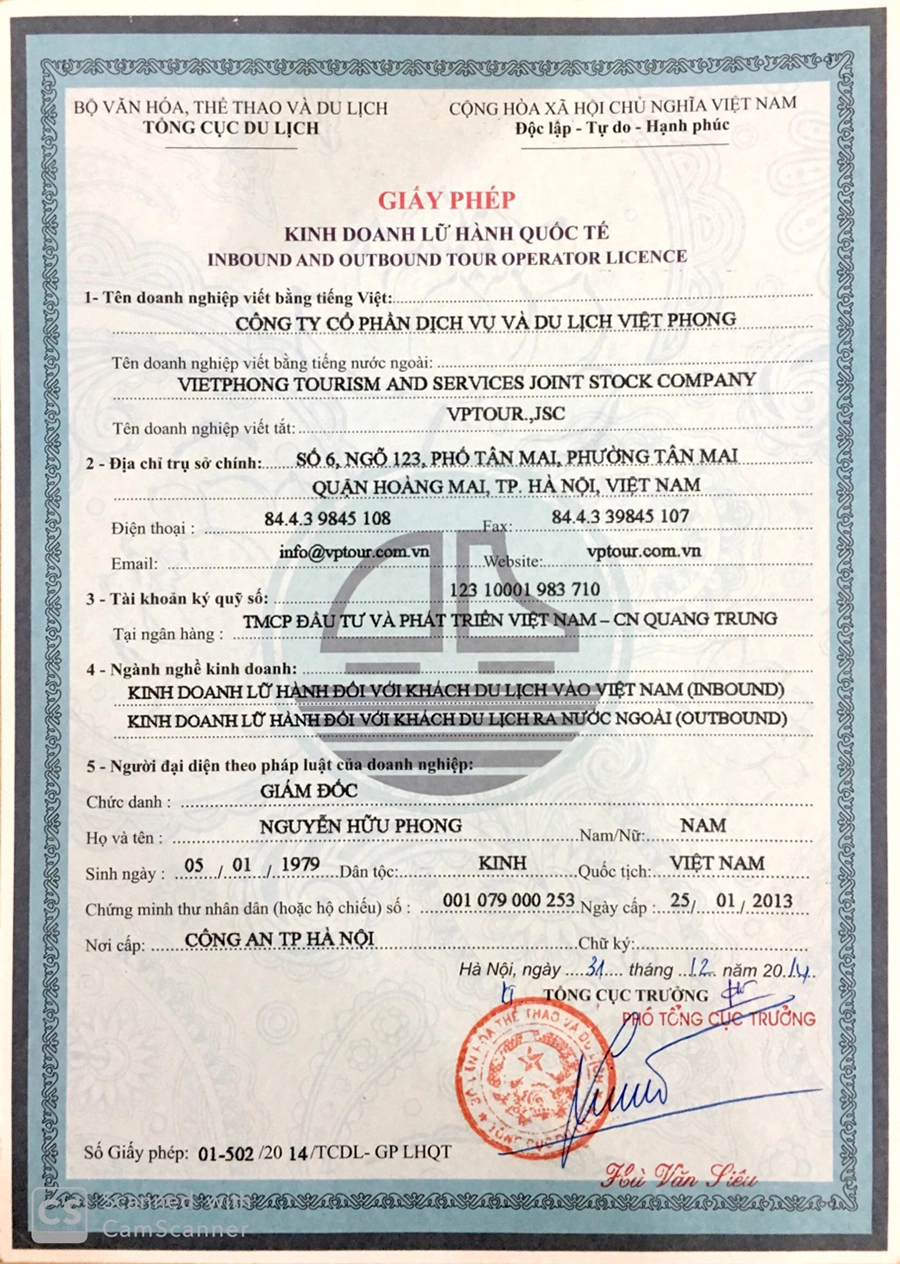 BỘ VĂN HÓA, THỂ THAO VÀ DU LỊCH
TỔNG CỤC DU LỊCH
CỘNG HÒA XÃ HỘI CHỦ NGHĨA VIỆT NAM
Độc lập - Tự do - Hạnh phúc
GIẤY PHÉP
KINH DOANH LỮ HÀNH QUỐC TẾ
INBOUND AND OUTBOUND TOUR OPERATOR LICENCE
1- Tên doanh nghiệp viết bằng tiếng Việt:
CÔNG TY CỔ PHẦN DỊCH VỤ VÀ DU LỊCH VIỆT PHONG
Tên doanh nghiệp viết bằng tiếng nước ngoài:
VIETPHONG TOURISM AND SERVICES JOINT STOCK COMPANY
VPTOUR.,JSC
Tên doanh nghiệp viết tắt:
2 - Địa chỉ trụ sở chính: SỐ 6, NGÕ 123, PHỐ TÂN MAI, PHƯỜNG TÂN MAI
QUẬN HOÀNG MAI, TP. HÀ NỘI, VIỆT NAM
Điện thoại : 84.4.3 9845 108 Fax: 84.4.3 39845 107
Email: info@vptour.com.vn Website: vptour.com.vn
3 - Tài khoản ký quỹ số: 123 10001 983 710
Tại ngân hàng : TMCP ĐẦU TƯ VÀ PHÁT TRIỂN VIỆT NAM – CN QUANG TRUNG
4 - Ngành nghề kinh doanh:
KINH DOANH LỮ HÀNH ĐỐI VỚI KHÁCH DU LỊCH VÀO VIỆT NAM (INBOUND)
KINH DOANH LỮ HÀNH ĐỐI VỚI KHÁCH DU LỊCH RA NƯỚC NGOÀI (OUTBOUND)
5 - Người đại diện theo pháp luật của doanh nghiệp:
Chức danh : GIÁM ĐỐC
Họ và tên : NGUYỄN HỮU PHONG Nam/Nữ: NAM
Sinh ngày : 05 / 01 / 1979 Dân tộc: KINH Quốc tịch: VIỆT NAM
Chứng minh thư nhân dân (hoặc hộ chiếu) số : 001 079 000 253 Ngày cấp : 25/ 01 / 2013
Nơi cấp: CÔNG AN TP HÀ NỘI Chữ ký:
Hà Nội, ngày 31 tháng 12 năm 2014
TỔNG CỤC TRƯỞNG
PHÓ TỔNG CỤC TRƯỞNG
Số Giấy phép: 01-502 /20 14/TCDL- GP LHQT
Hà Văn Siêu
CS Scanned with
CamScanner